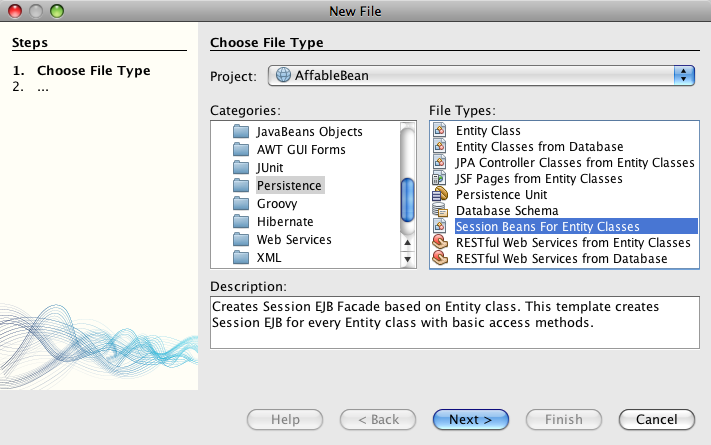 New File
Steps
1. Choose File Type
2. ...
Choose File Type
Project: AffableBean
Categories:
JavaBeans Objects
AWT GUI Forms
JUnit
Persistence
Groovy
Hibernate
Web Services
XML
File Types:
Entity Class
Entity Classes from Database
JPA Controller Classes from Entity Classes
JSF Pages from Entity Classes
Persistence Unit
Database Schema
Session Beans For Entity Classes
RESTful Web Services from Entity Classes
RESTful Web Services from Database
Description:
Creates Session EJB Facade based on Entity class. This template creates
Session EJB for every Entity class with basic access methods.
Help
< Back
Next >
Finish
Cancel